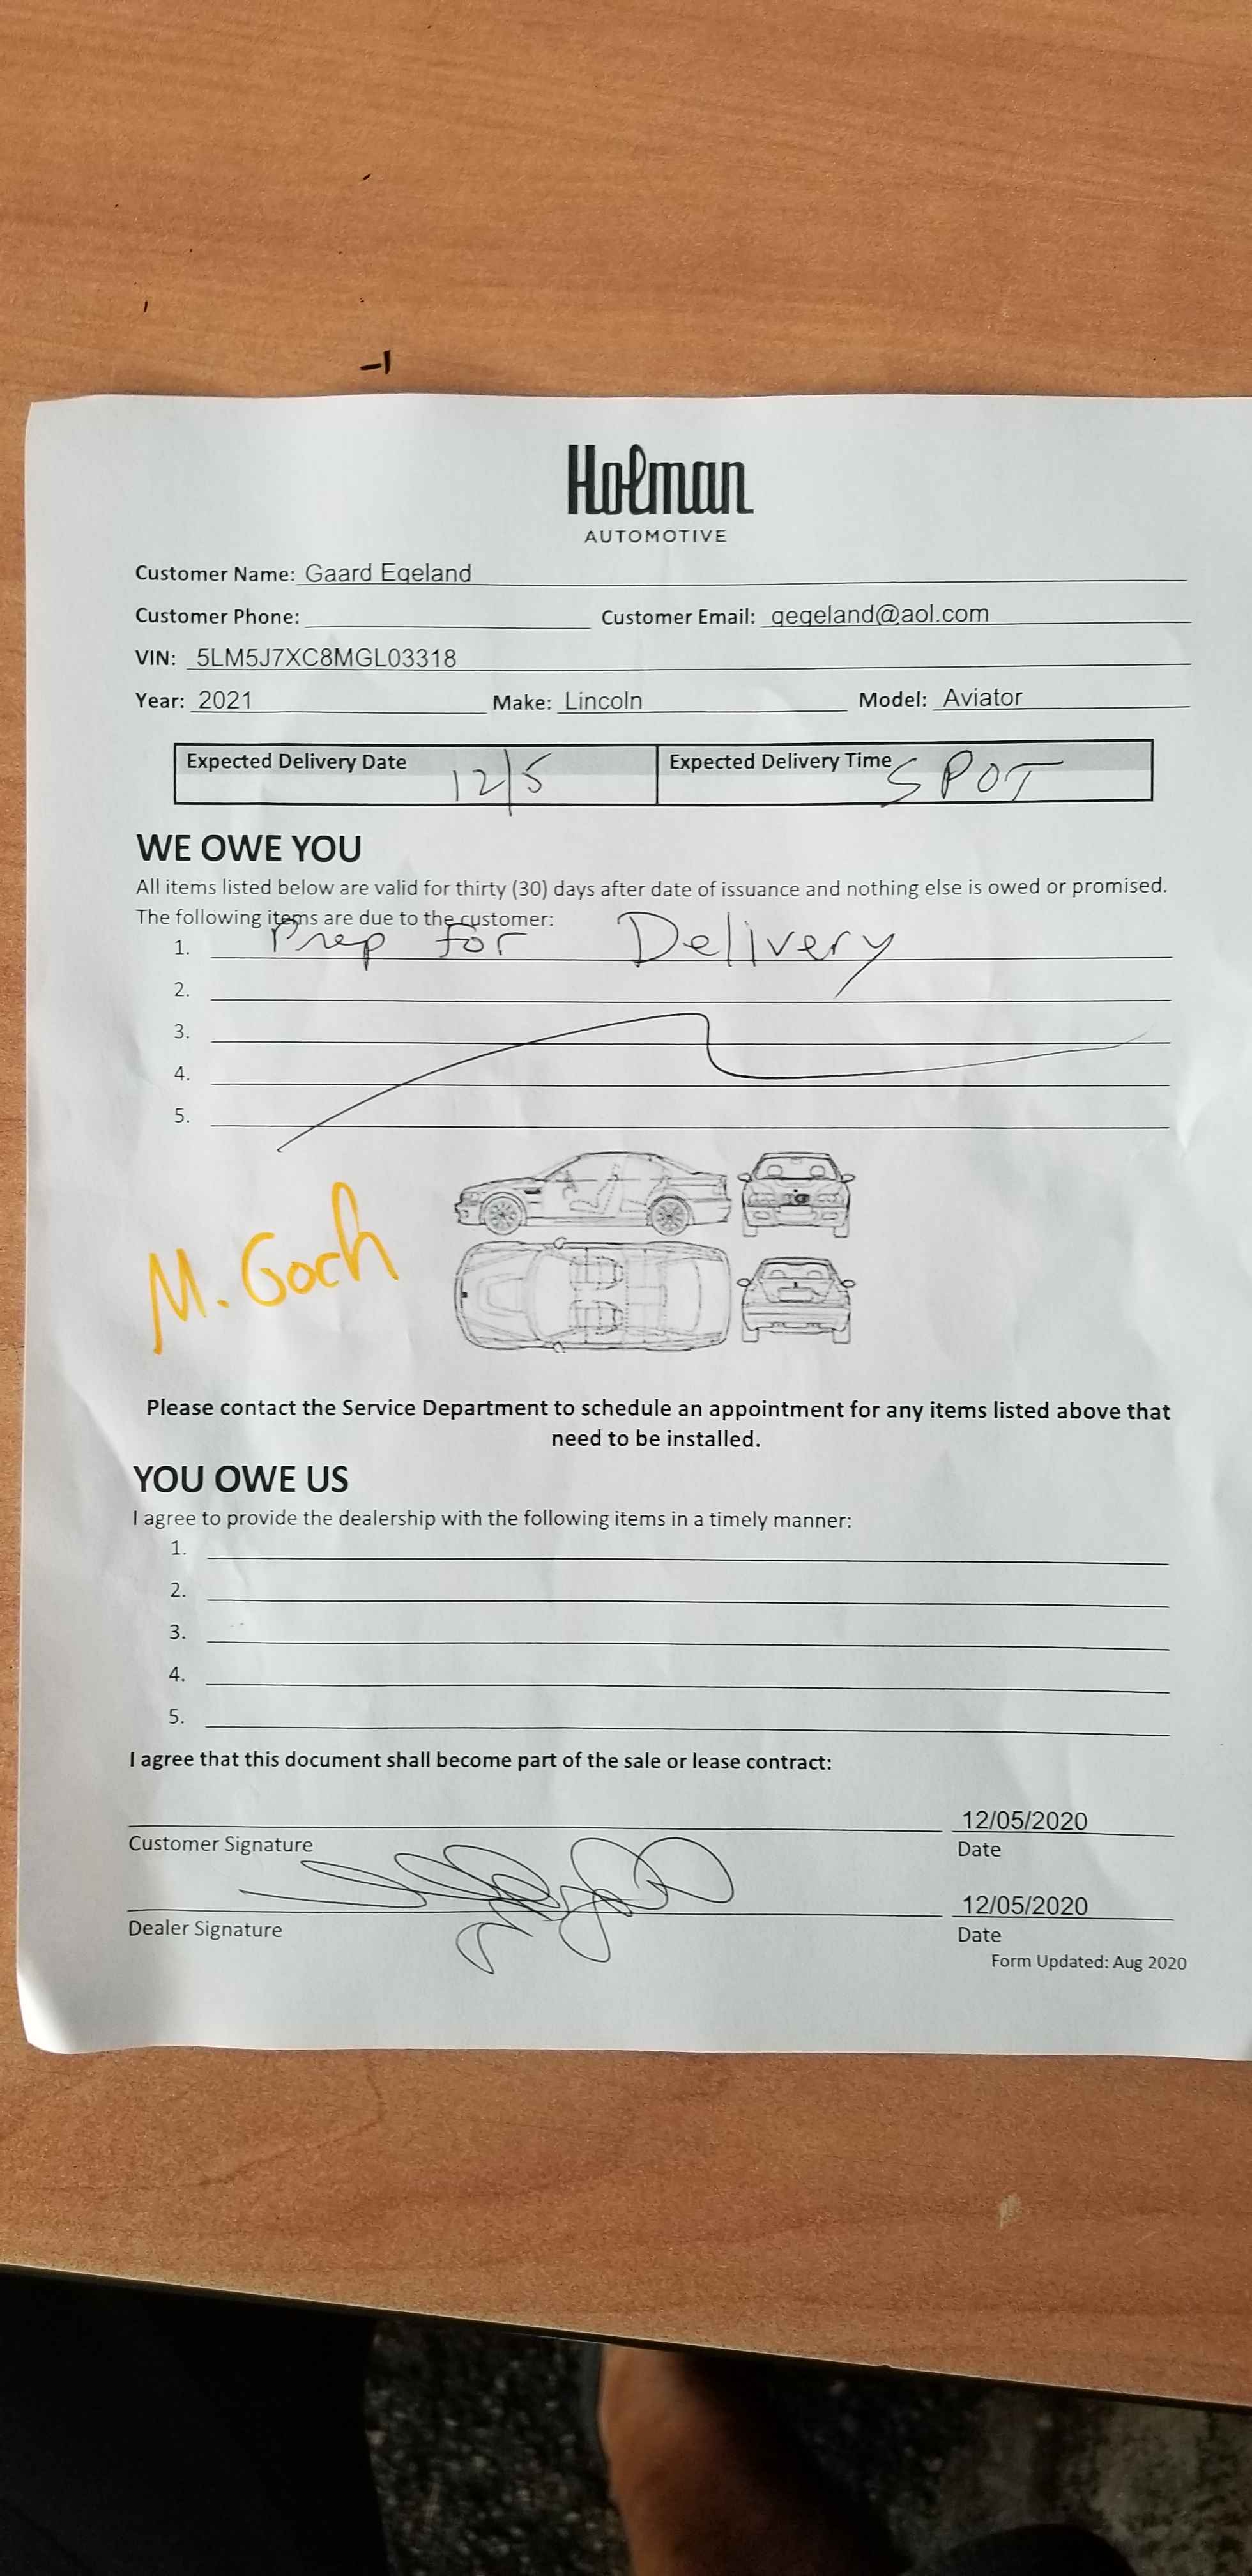 Holman
AUTOMOTIVE
Customer Name: Gaard Egeland
Customer Phone: Customer Email: gegeland@aol.com
VIN: 5LM5J7XC8MGL03318
Year: 2021 Make: Lincoln Model: Aviator
Expected Delivery Date 12/5 Expected Delivery Time SPOT
WE OWE YOU
All items listed below are valid for thirty (30) days after date of issuance and nothing else is owed or promised.
The following items are due to the customer:
1. Prep for Delivery
2.
3.
4.
5.
M. Goch
Please contact the Service Department to schedule an appointment for any items listed above that
need to be installed.
YOU OWE US
I agree to provide the dealership with the following items in a timely manner:
1.
2.
3.
4.
5.
I agree that this document shall become part of the sale or lease contract:
12/05/2020
Customer Signature Date
12/05/2020
Dealer Signature Date
Form Updated: Aug 2020